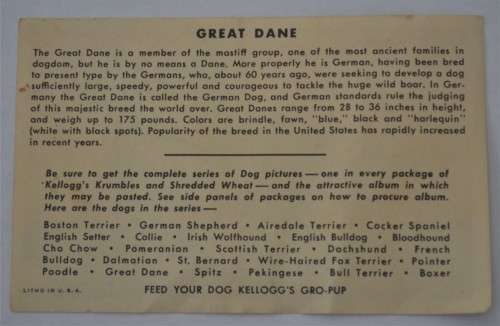 GREAT DANE
The Great Dane is a member of the mastiff group, one of the most ancient families in
dogdom, but he is by no means a Dane. More properly he is German, having been bred
to present type by the Germans, who, about 60 years ago, were seeking to develop a dog
sufficiently large, speedy, powerful and courageous to tackle the huge wild boar. In Ger-
many the Great Dane is called the German Dog, and German standards rule the judging
of this majestic breed the world over. Great Danes range from 28 to 36 inches in height,
and weigh up to 175 pounds. Colors are brindle, fawn, "blue," black and "harlequin"
(white with black spots). Popularity of the breed in the United States has rapidly increased
in recent years.
Be sure to get the complete series of Dog pictures — one in every package of
'Kellogg's Krumbles and Shredded Wheat — and the attractive album in which
they may be pasted. See side panels of packages on how to procure album.
Here are the dogs in the series —
Boston Terrier • German Shepherd • Airedale Terrier • Cocker Spaniel
English Setter • Collie • Irish Wolfhound • English Bulldog • Bloodhound
Cho Chow • Pomeranian • Scottish Terrier • Dachshund • French
Bulldog • Dalmatian • St. Bernard • Wire-Haired Fox Terrier • Pointer
Poodle • Great Dane • Spitz • Pekingese • Bull Terrier • Boxer
LITHO IN U.S.A. FEED YOUR DOG KELLOGG'S GRO-PUP